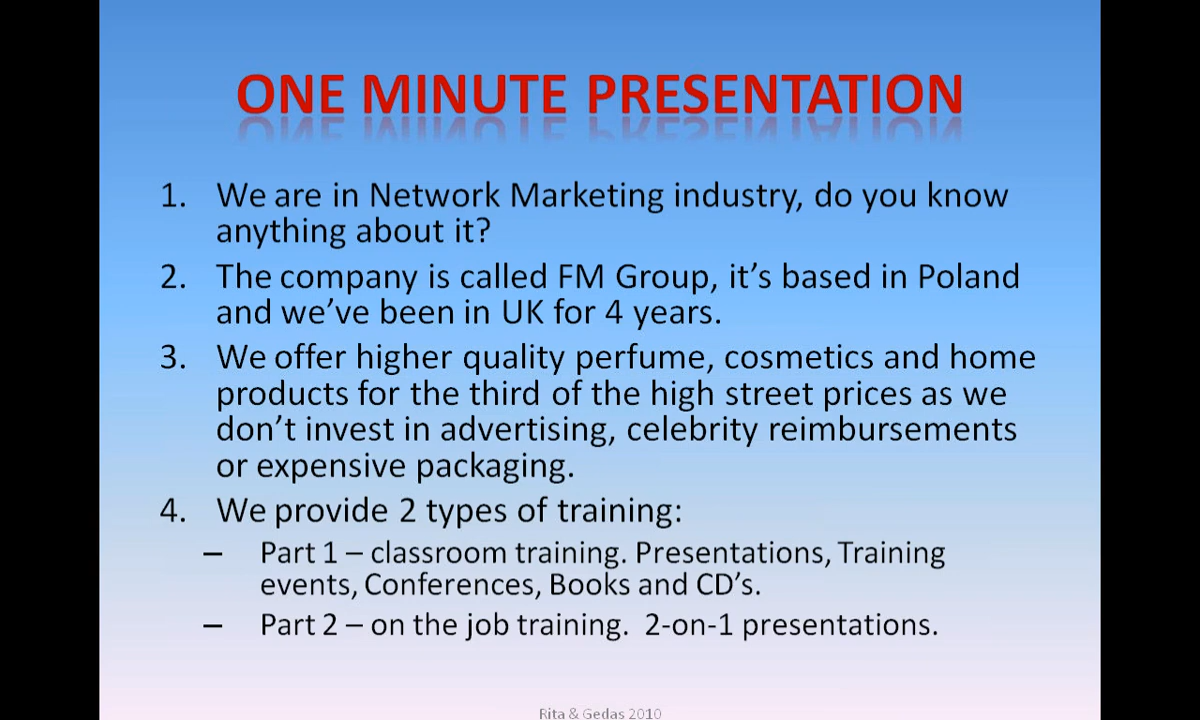 ONE MINUTE PRESENTATION
1. We are in Network Marketing industry, do you know
anything about it?
2. The company is called FM Group, it’s based in Poland
and we’ve been in UK for 4 years.
3. We offer higher quality perfume, cosmetics and home
products for the third of the high street prices as we
don’t invest in advertising, celebrity reimbursements
or expensive packaging.
4. We provide 2 types of training:
– Part 1 – classroom training. Presentations, Training
events, Conferences, Books and CD’s.
– Part 2 – on the job training. 2-on-1 presentations.
Rita & Gedas 2010